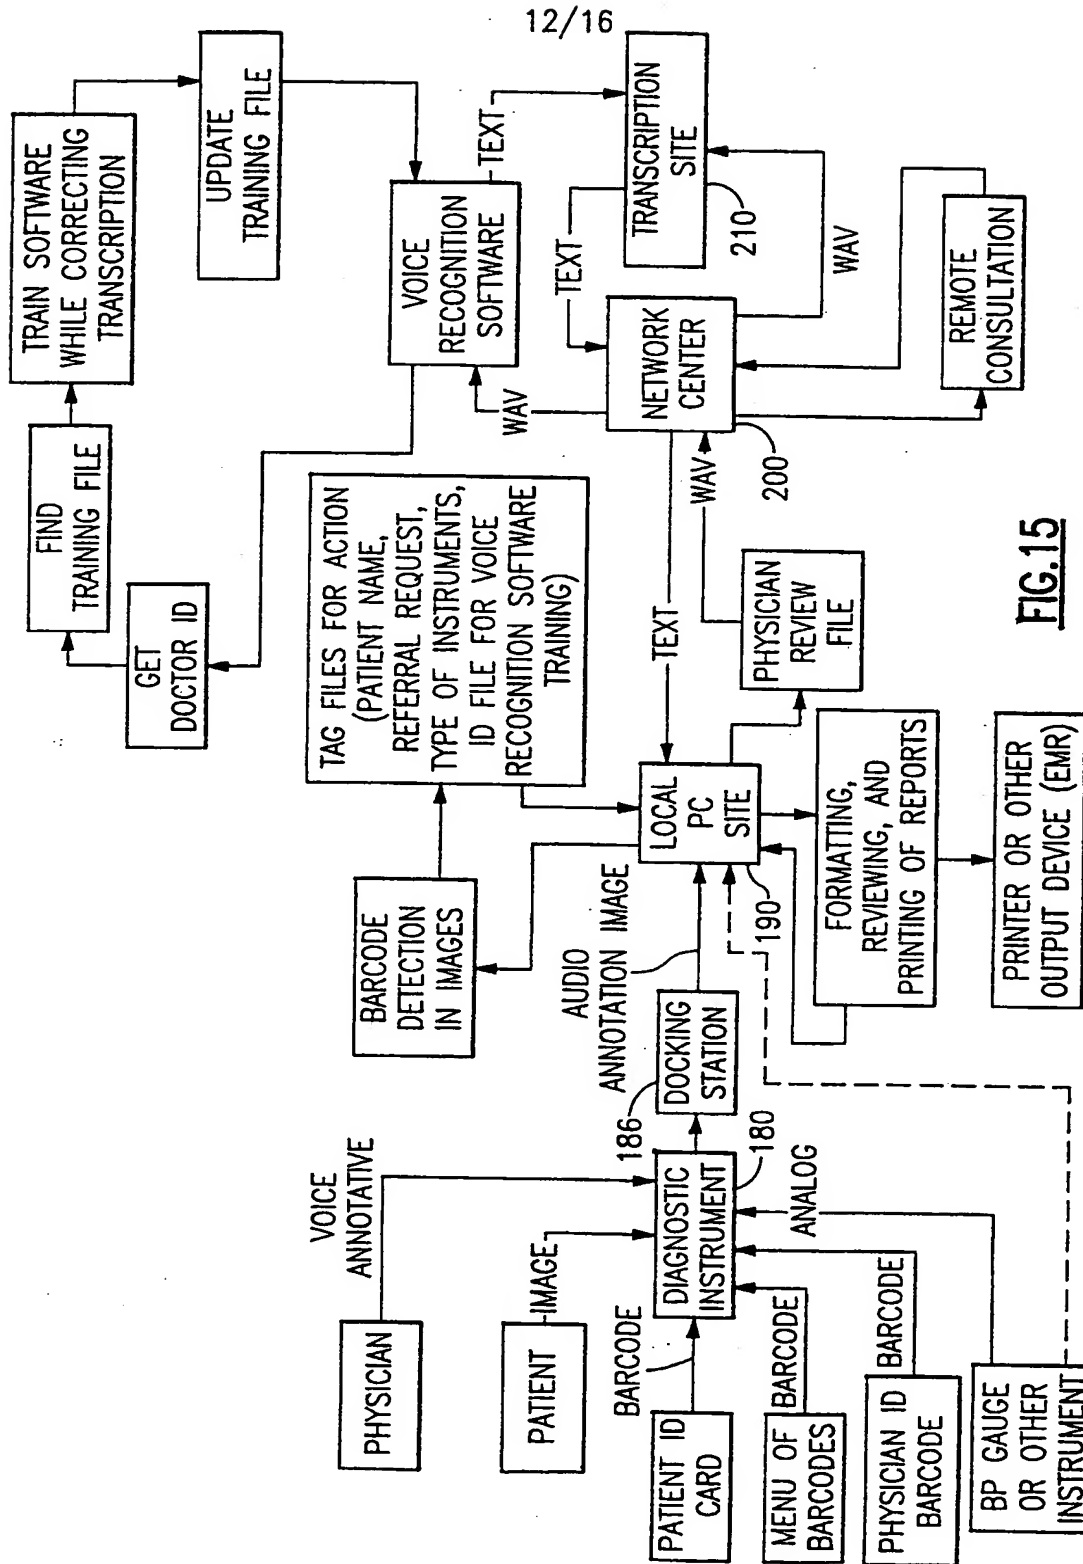 12/16
TRAIN SOFTWARE
WHILE CORRECTING
TRANSCRIPTION
UPDATE
TRAINING FILE
FIND
TRAINING FILE
GET
DOCTOR ID
VOICE
RECOGNITION
SOFTWARE
TEXT
TRANSCRIPTION
SITE
210
TEXT
WAV
WAV
NETWORK
CENTER
200
REMOTE
CONSULTATION
TAG FILES FOR ACTION
(PATIENT NAME,
REFERRAL REQUEST,
TYPE OF INSTRUMENTS,
ID FILE FOR VOICE
RECOGNITION SOFTWARE
TRAINING)
TEXT
WAV
PHYSICIAN
REVIEW
FILE
BARCODE
DETECTION
IN IMAGES
LOCAL
PC
SITE
190
AUDIO
ANNOTATION IMAGE
FORMATTING,
REVIEWING, AND
PRINTING OF REPORTS
PRINTER OR OTHER
OUTPUT DEVICE (EMR)
DOCKING
STATION
186
VOICE
ANNOTATIVE
PHYSICIAN
PATIENT
IMAGE
DIAGNOSTIC
INSTRUMENT
180
BARCODE
PATIENT ID
CARD
BARCODE
MENU OF
BARCODES
BARCODE
PHYSICIAN ID
BARCODE
ANALOG
BP GAUGE
OR OTHER
INSTRUMENT
FIG.15